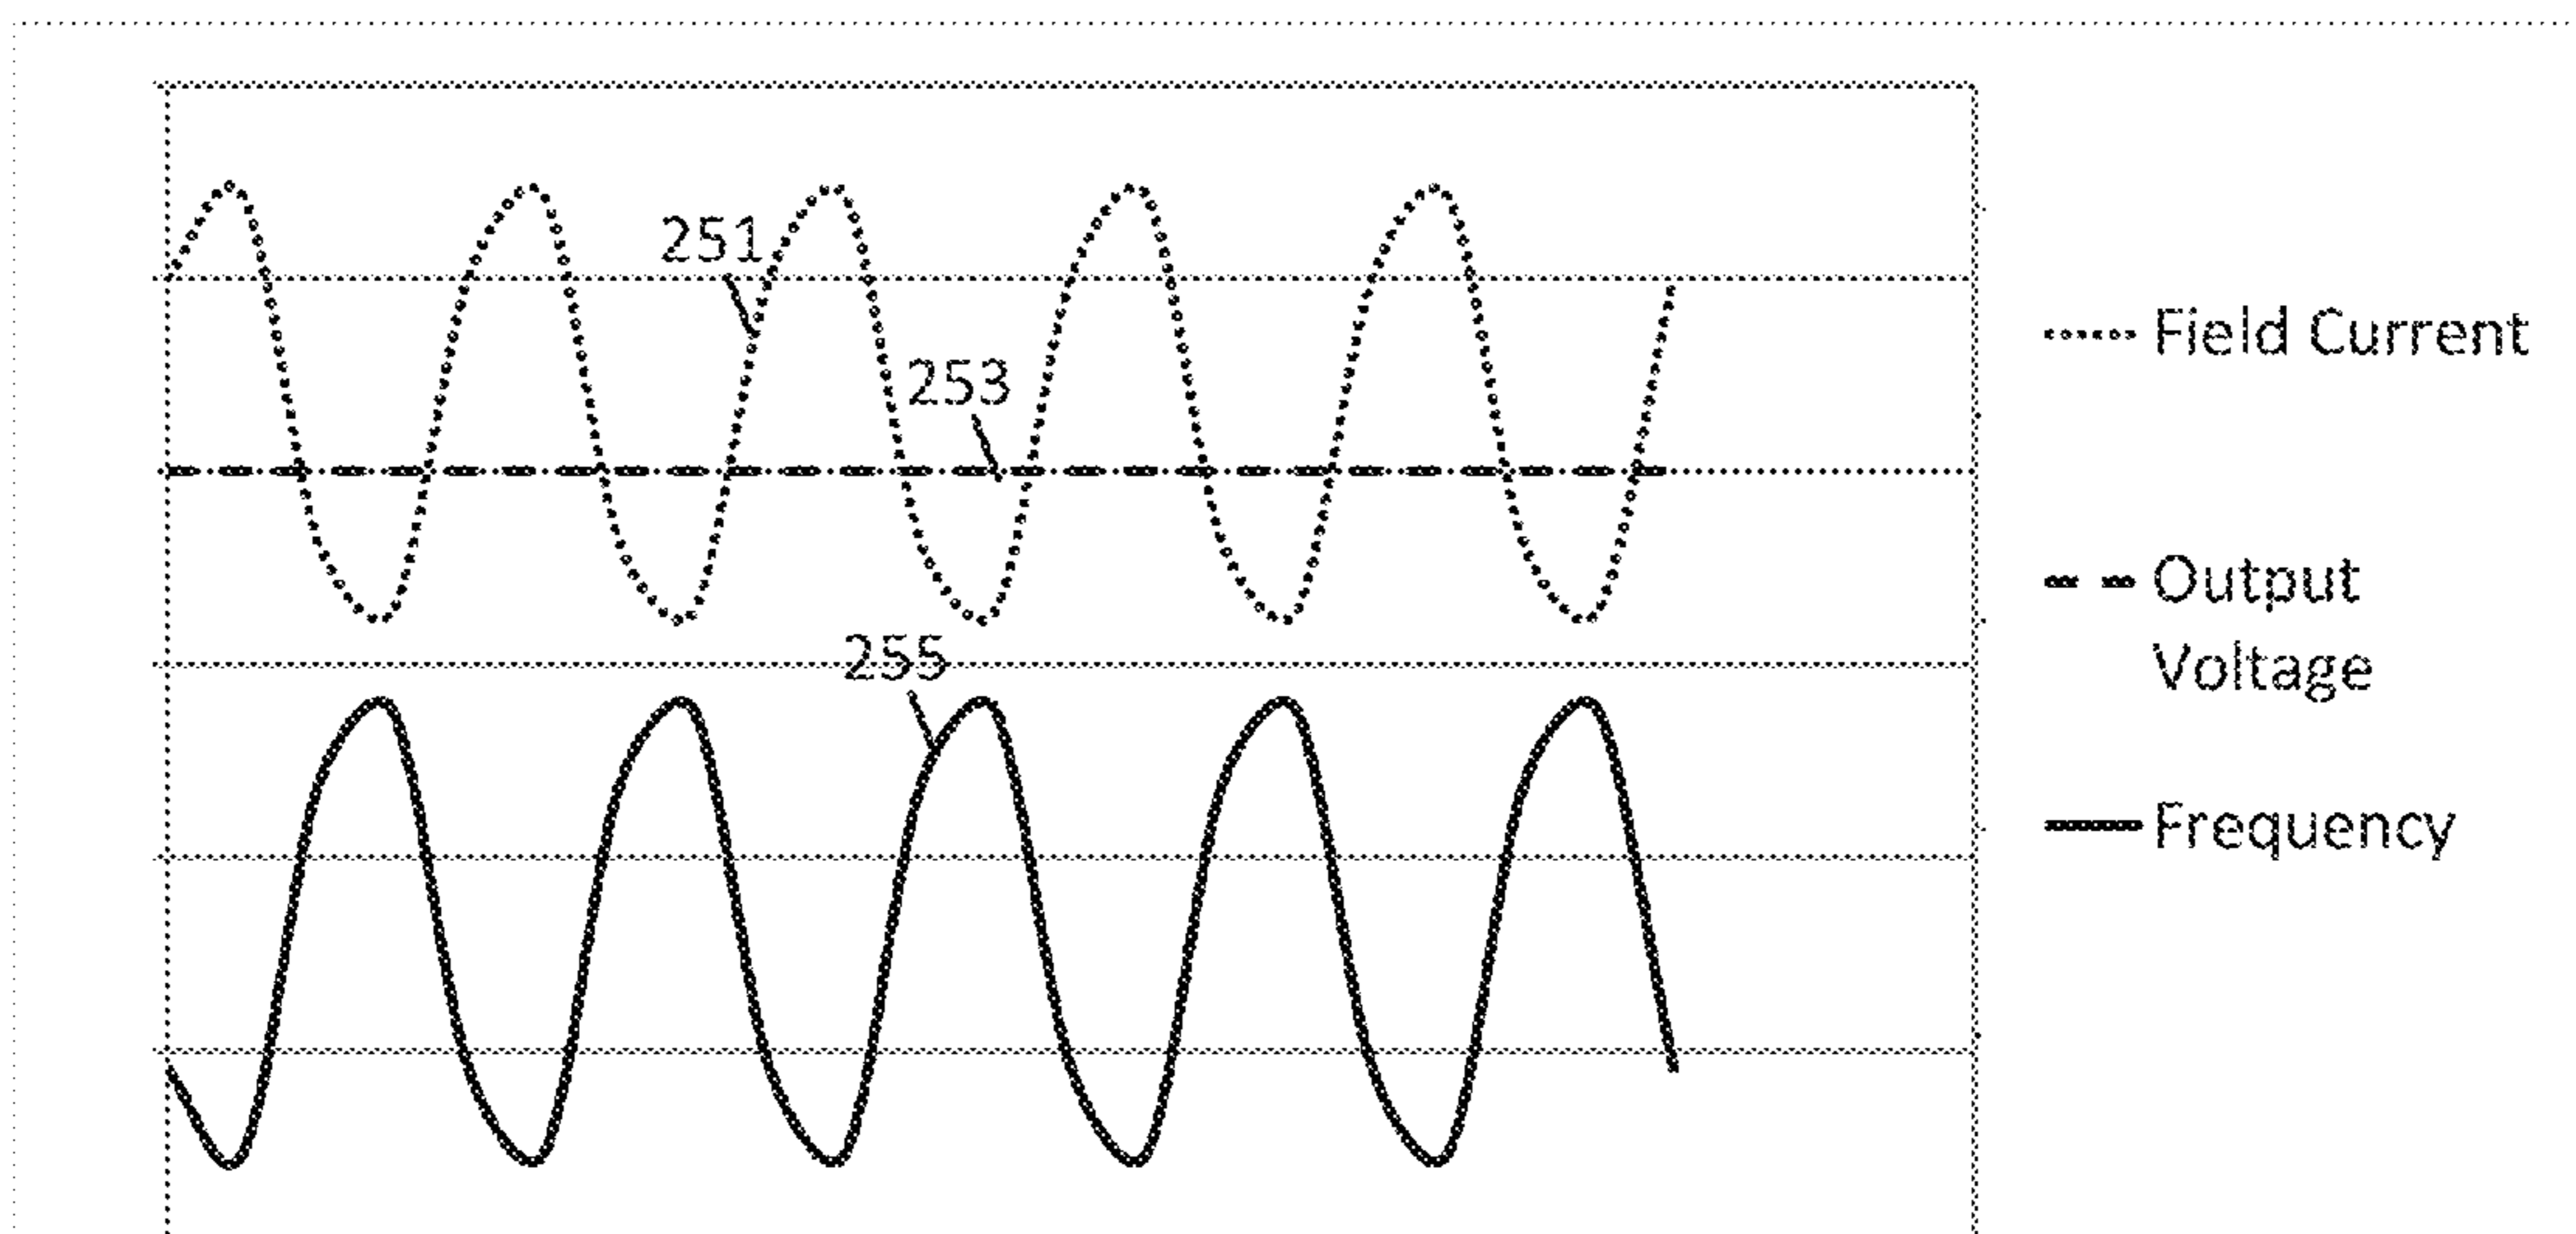 251
253
255
Field Current
Output
Voltage
Frequency